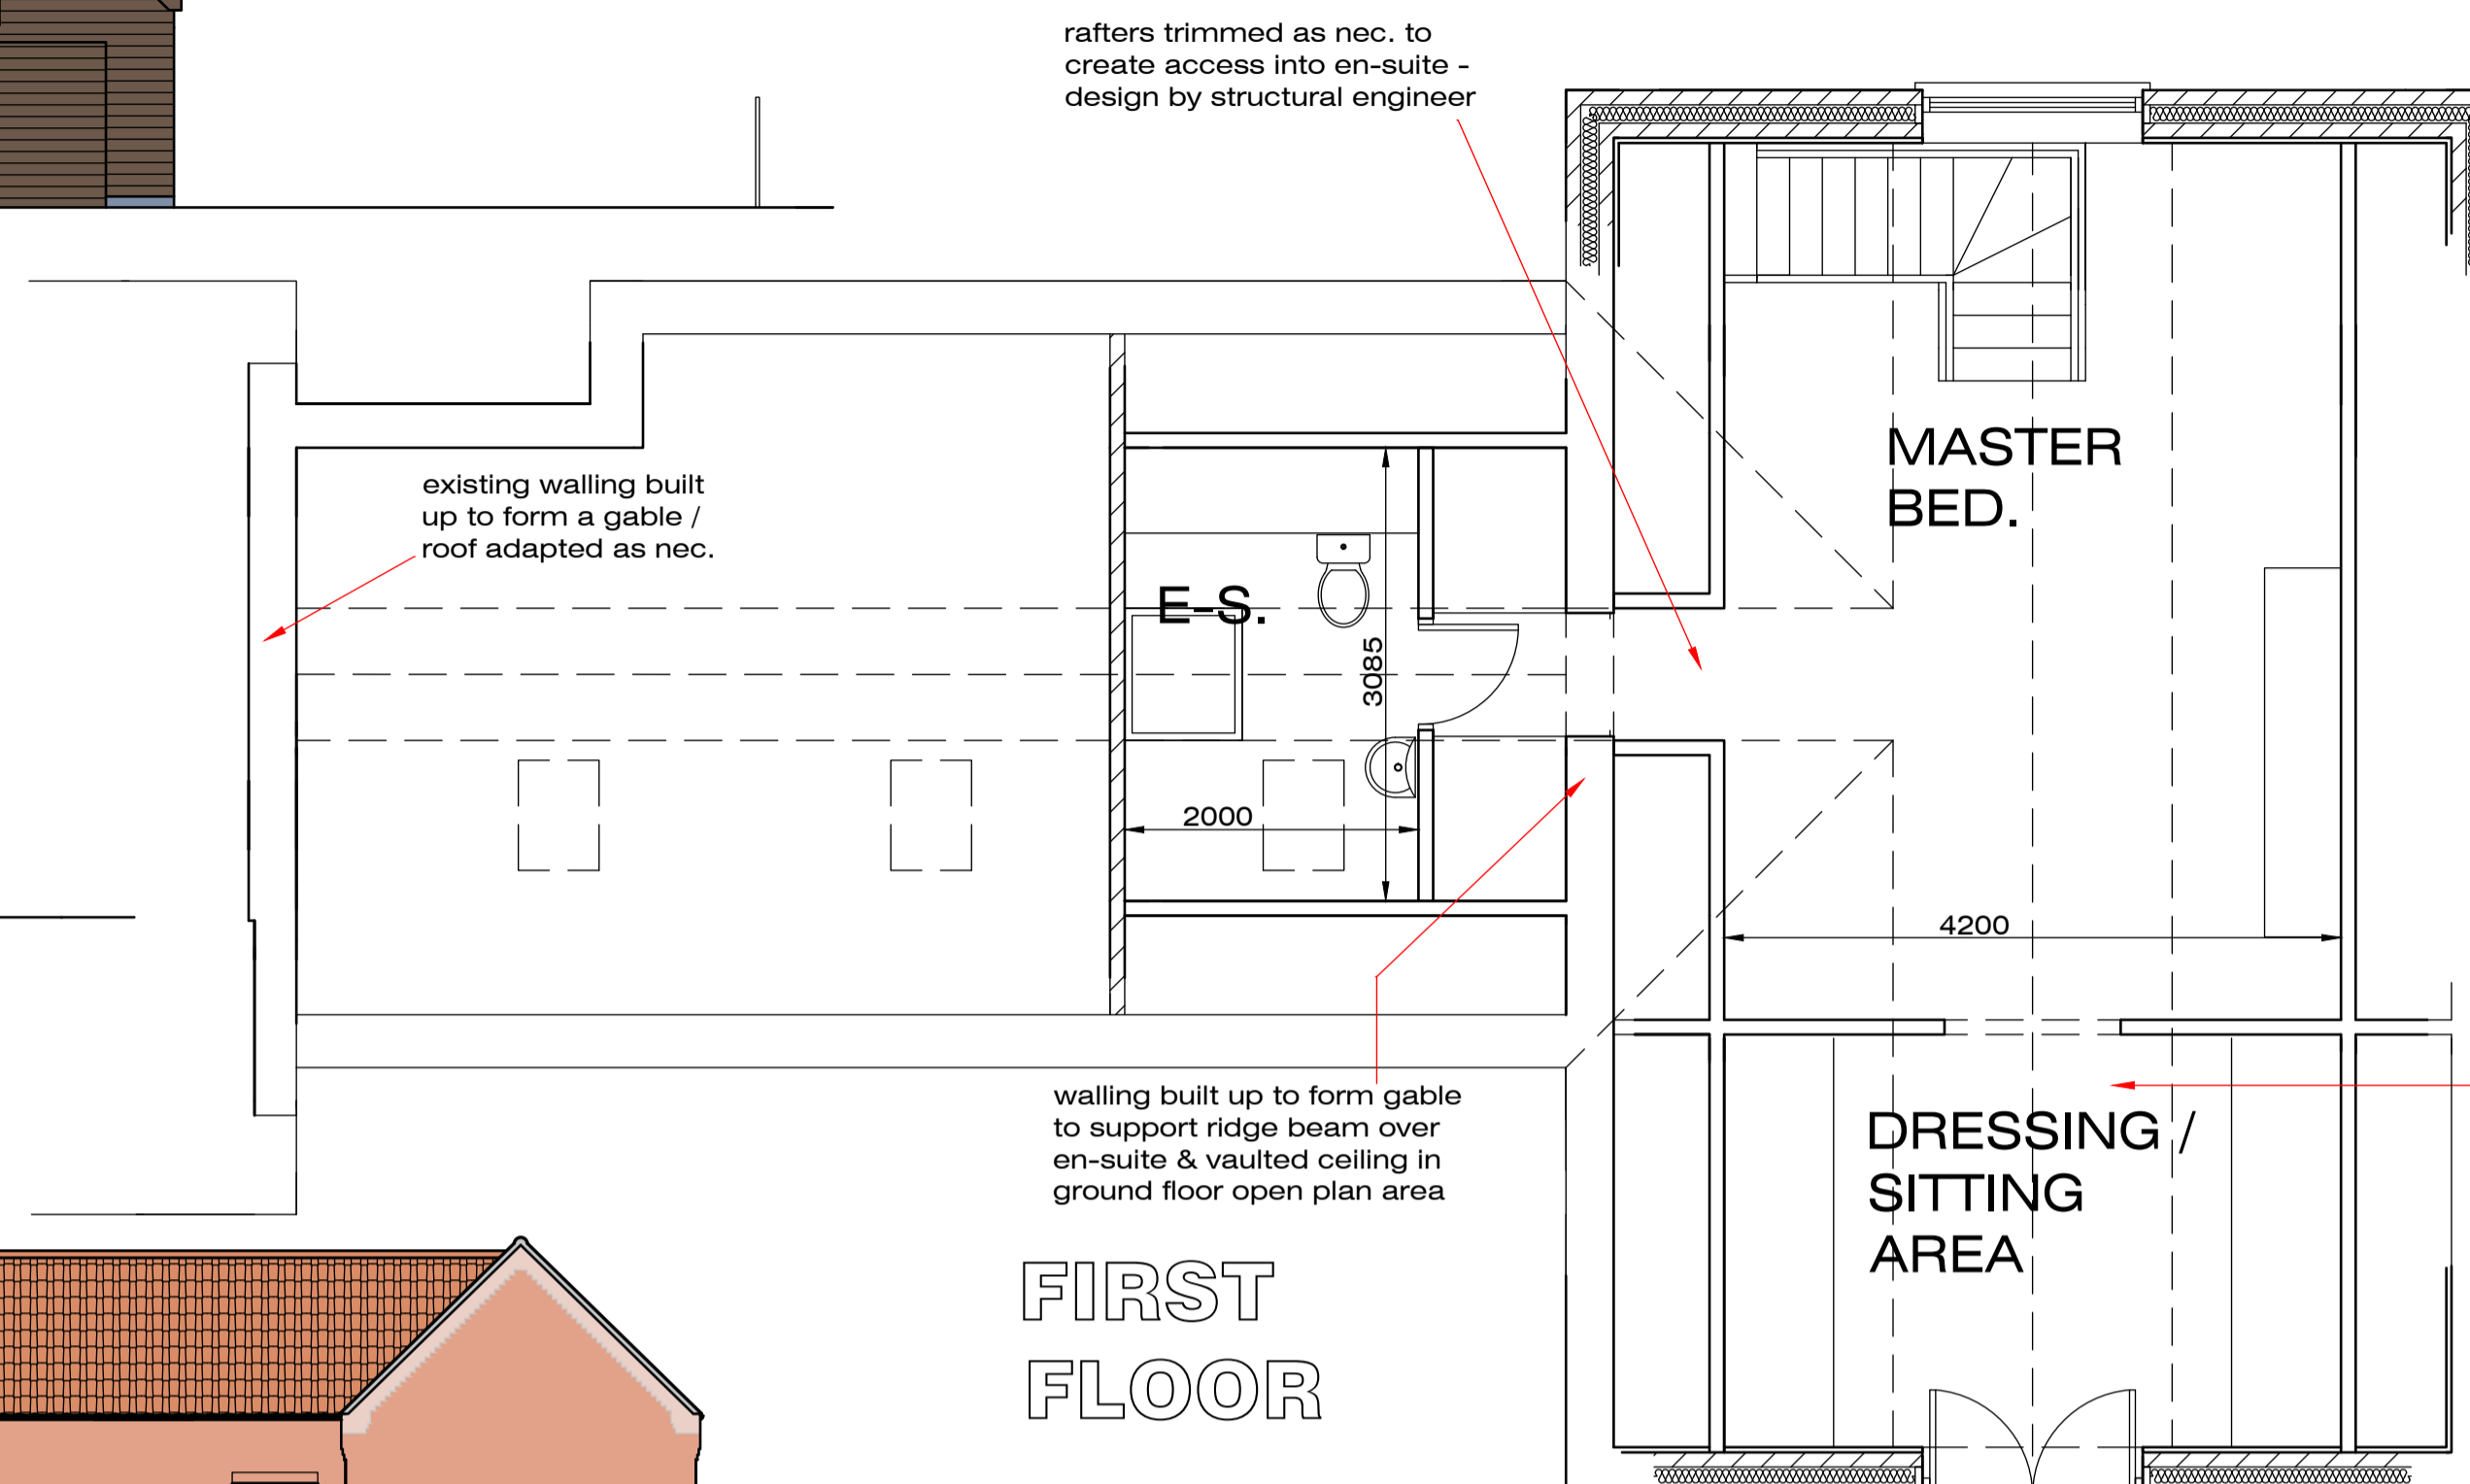 rafters trimmed as nec. to
create access into en-suite -
design by structural engineer
MASTER
BED.
existing walling built
up to form a gable /
roof adapted as nec.
E-S.
3085
2000
4200
walling built up to form gable
to support ridge beam over
en-suite & vaulted ceiling in
ground floor open plan area
DRESSING /
SITTING
AREA
FIRST
FLOOR